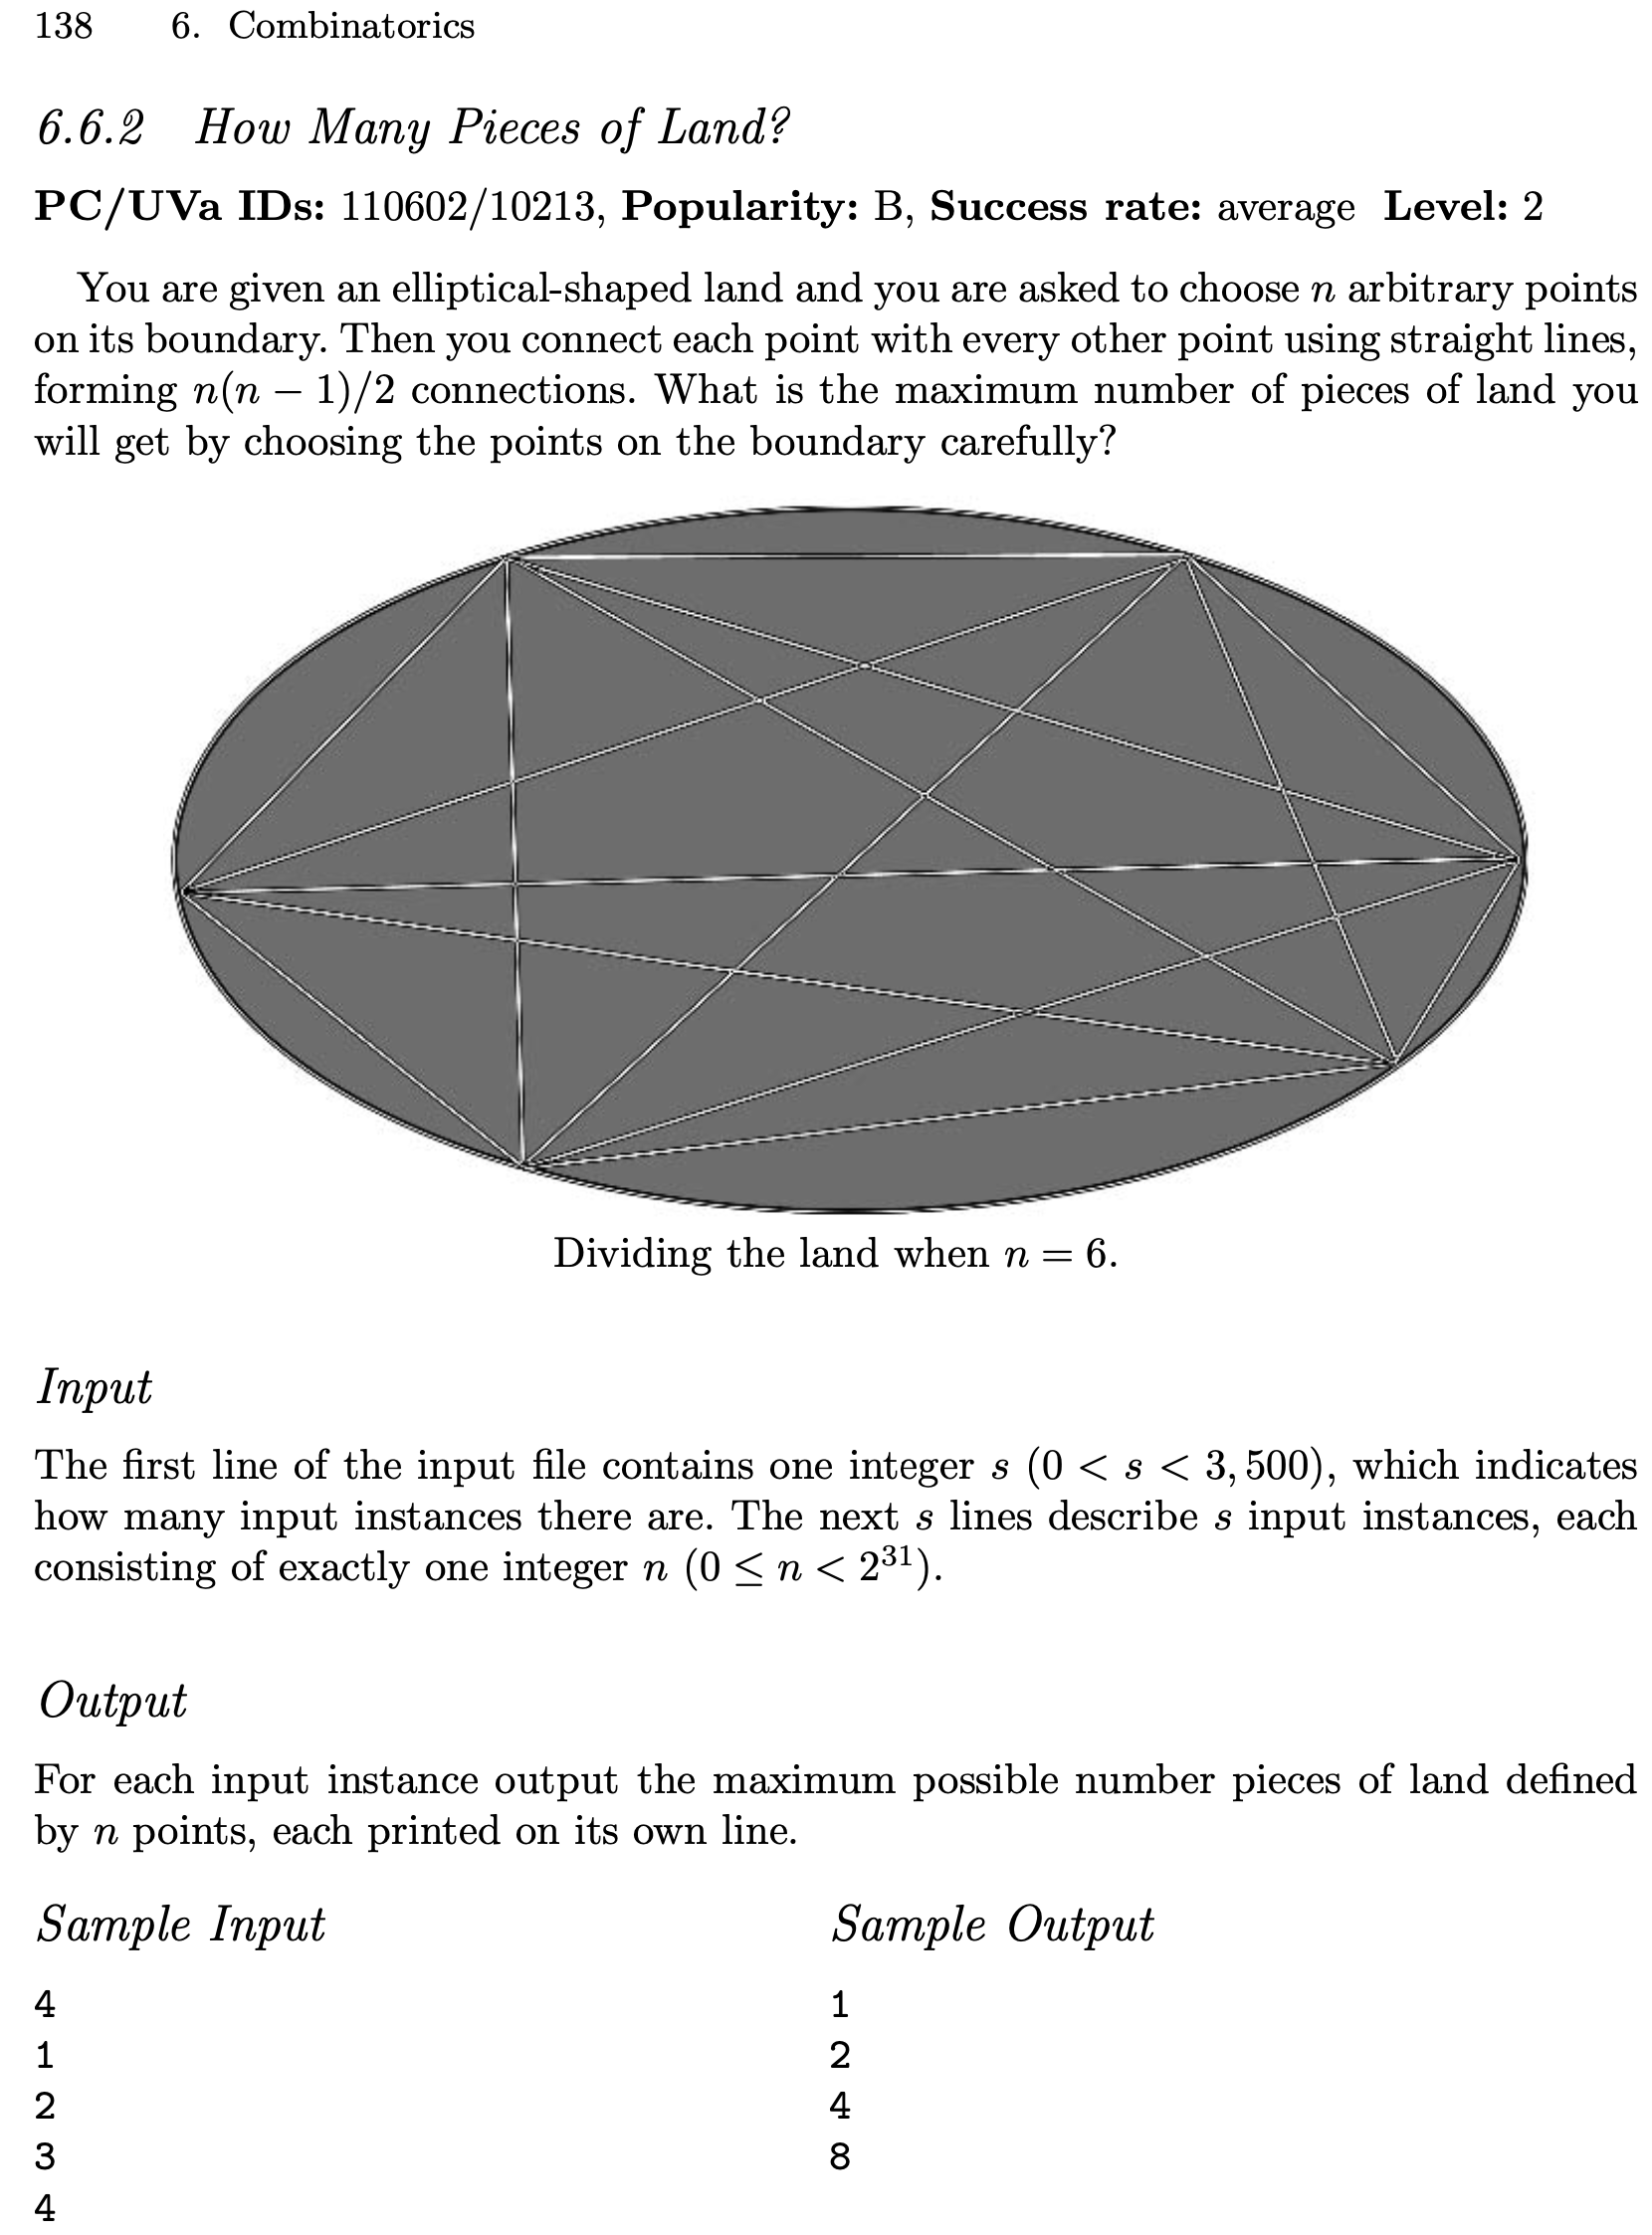 138 6. Combinatorics
6.6.2 How Many Pieces of Land?
PC/UVa IDs: 110602/10213, Popularity: B, Success rate: average Level: 2
You are given an elliptical-shaped land and you are asked to choose n arbitrary points
on its boundary. Then you connect each point with every other point using straight lines,
forming n(n − 1)/2 connections. What is the maximum number of pieces of land you
will get by choosing the points on the boundary carefully?
Dividing the land when n = 6.
Input
The first line of the input file contains one integer s (0 < s < 3, 500), which indicates
how many input instances there are. The next s lines describe s input instances, each
consisting of exactly one integer n (0 ≤ n < 2³¹).
Output
For each input instance output the maximum possible number pieces of land defined
by n points, each printed on its own line.
Sample Input
4
1
2
3
4
Sample Output
1
2
4
8